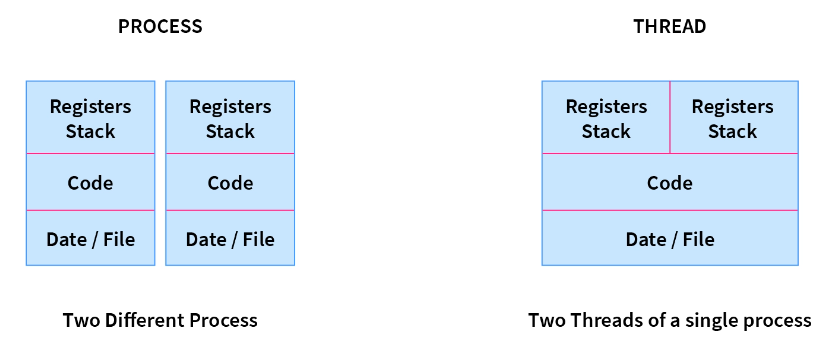 PROCESS
THREAD
Registers
Stack
Registers
Stack
Registers
Stack
Registers
Stack
Code
Code
Code
Date / File
Date / File
Date / File
Two Different Process
Two Threads of a single process